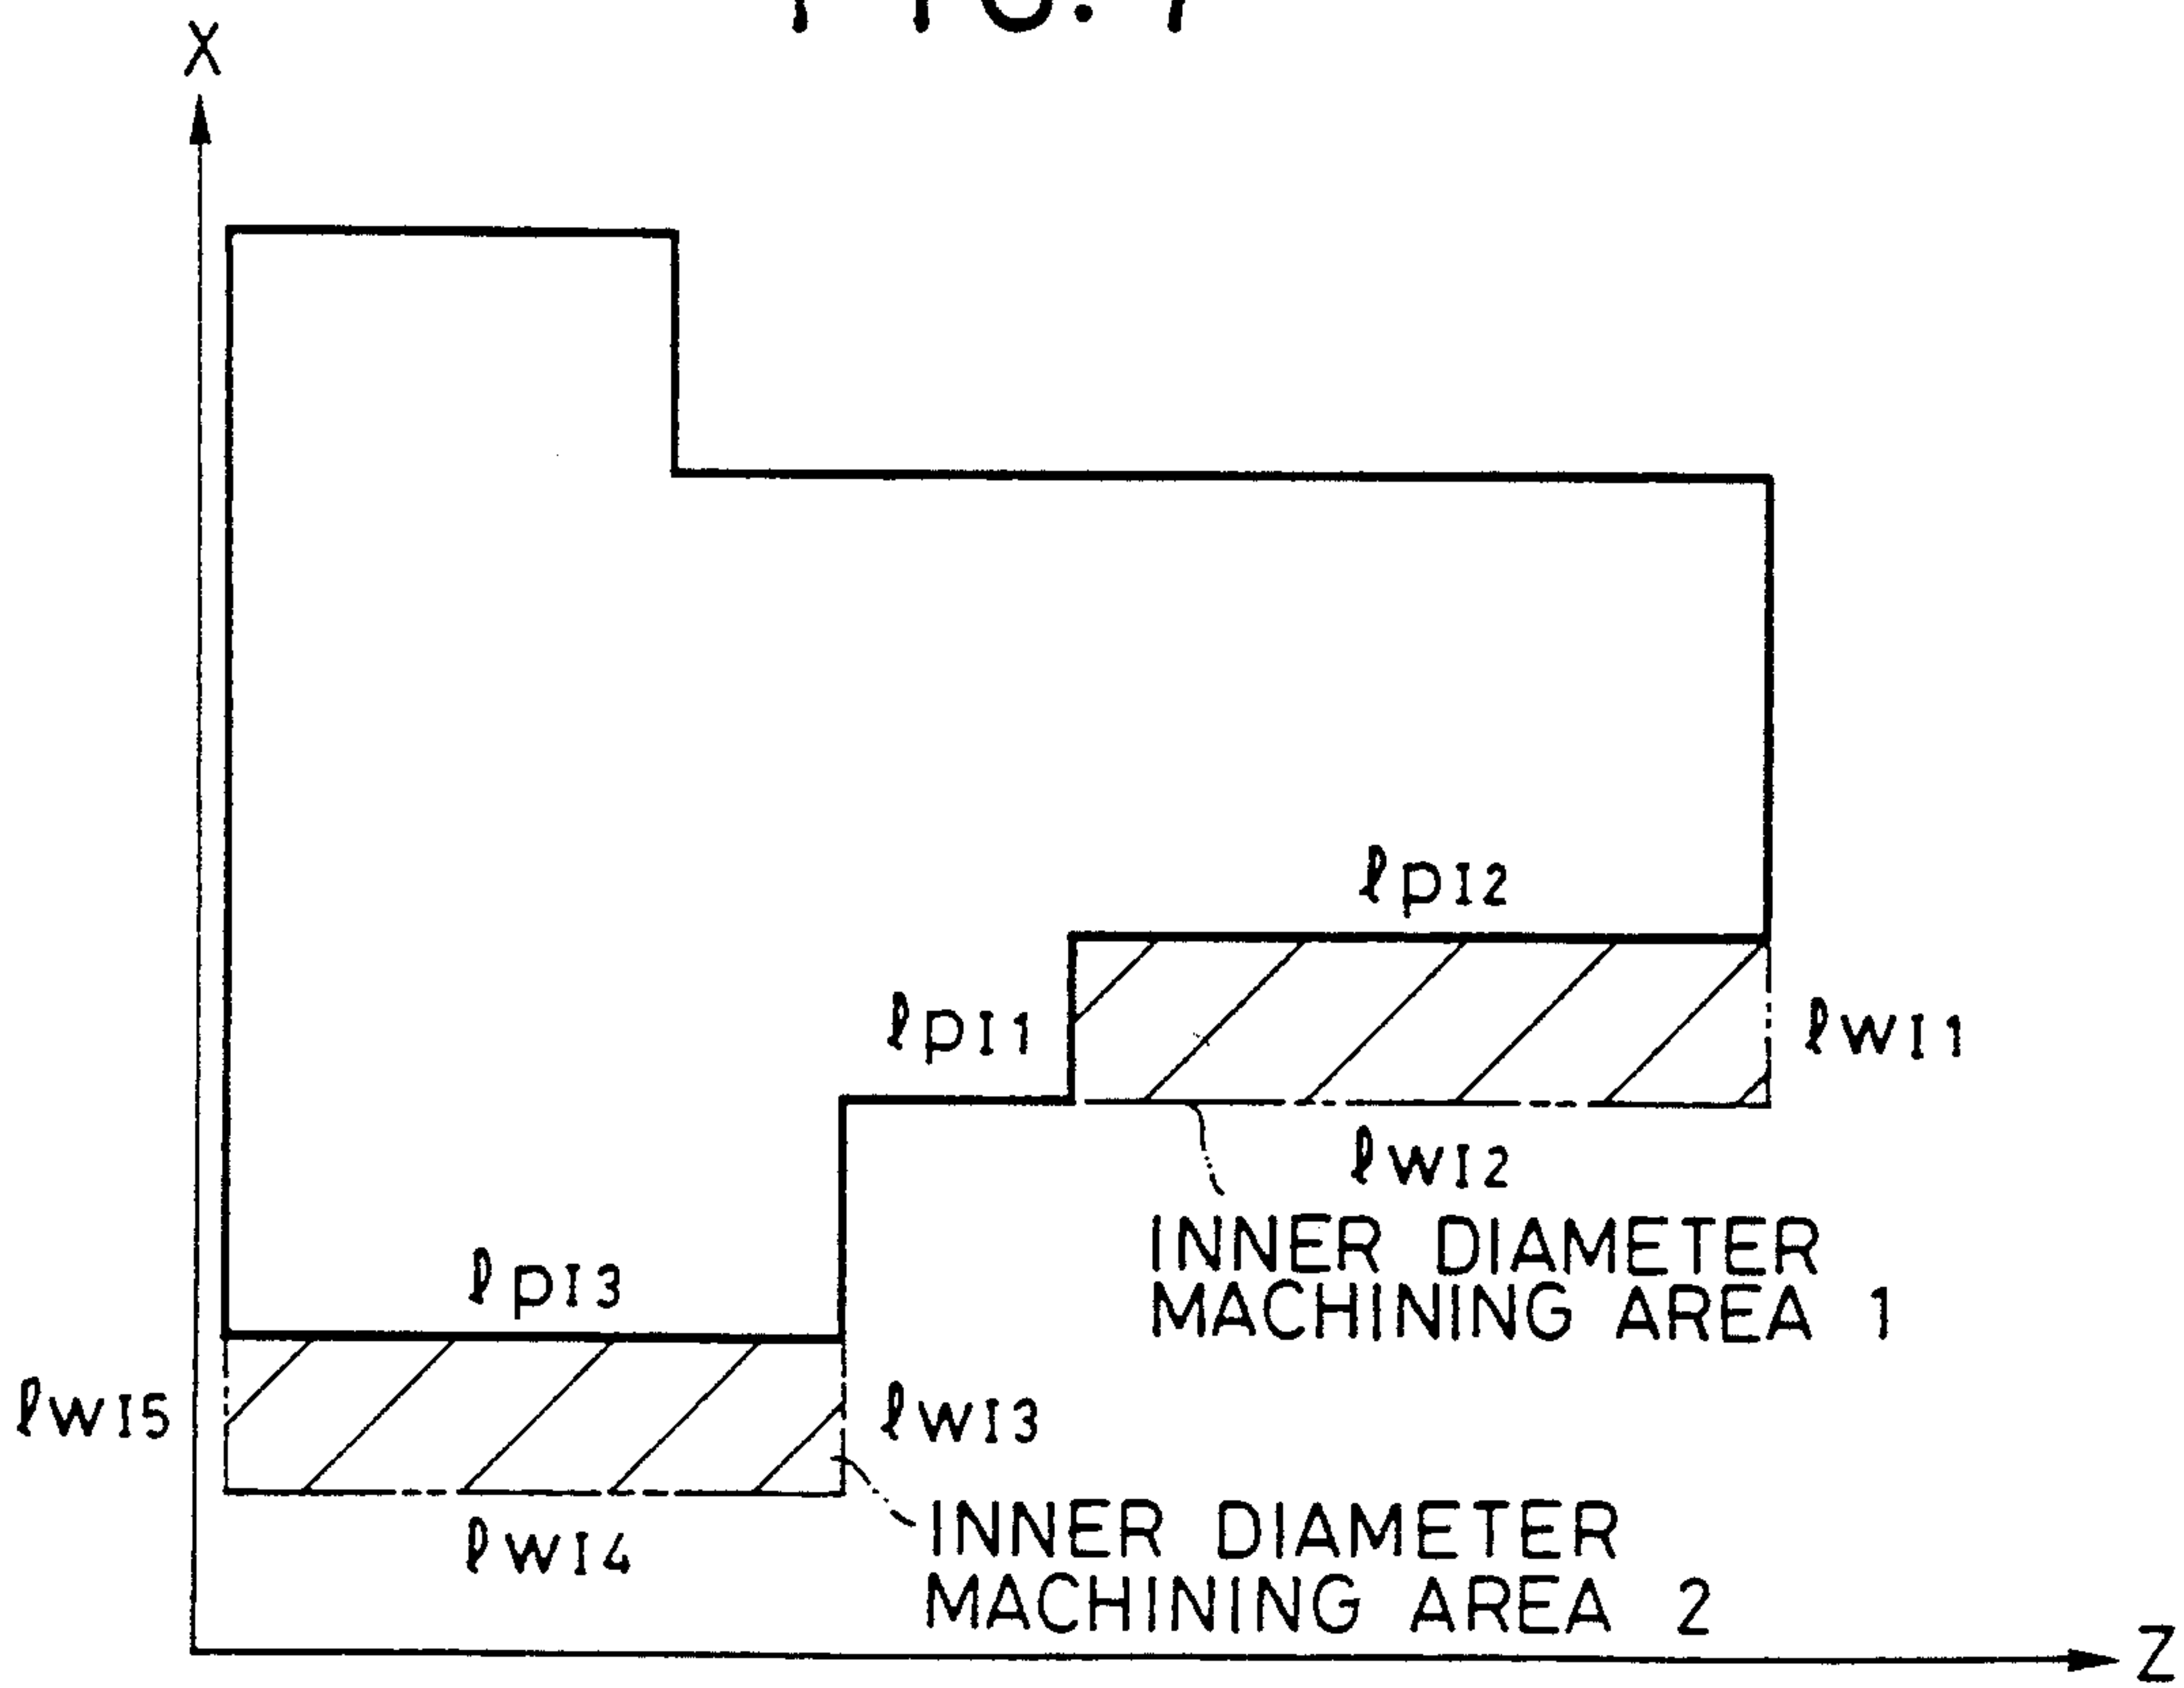 X
ℓPI2
ℓPI1
ℓWI1
ℓWI2
INNER DIAMETER
MACHINING AREA 1
ℓPI3
ℓWI5
ℓWI3
ℓWI4
INNER DIAMETER
MACHINING AREA 2
Z